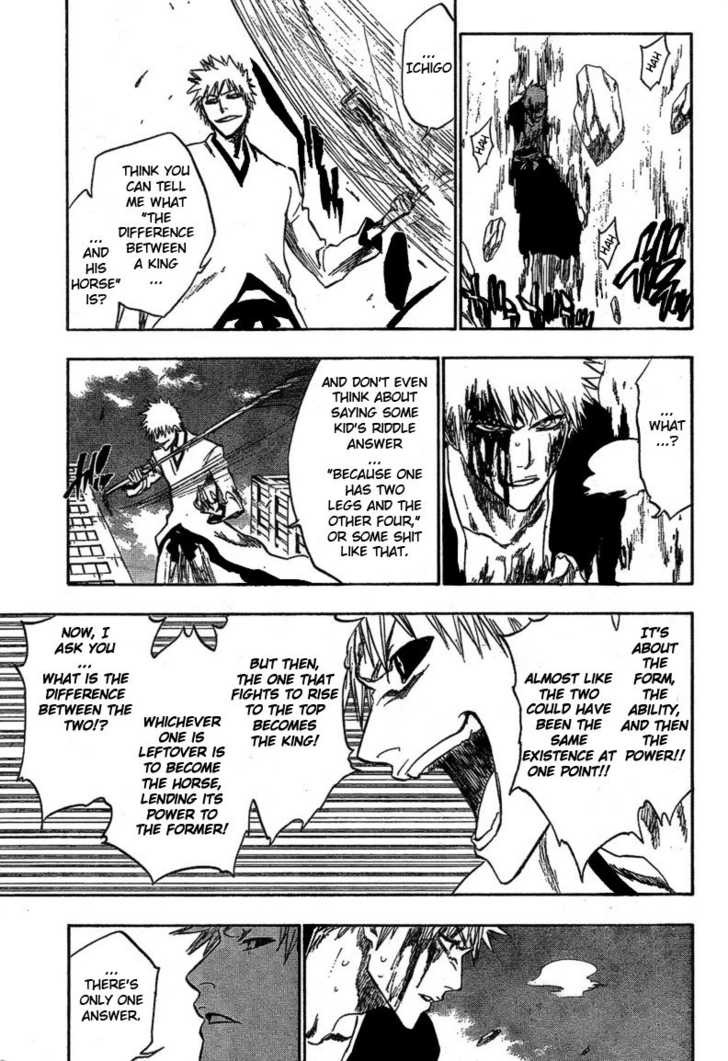 HAH
HAH
HAH
...
ICHIGO
THINK YOU
CAN TELL
ME WHAT
"THE
DIFFERENCE
BETWEEN
A KING
...
...
AND
HIS
HORSE"
IS?
...
WHAT
...?
AND DON'T EVEN
THINK ABOUT
SAYING SOME
KID'S RIDDLE
ANSWER
...
"BECAUSE ONE
HAS TWO
LEGS AND THE
OTHER FOUR,"
OR SOME SHIT
LIKE THAT.
IT'S
ABOUT
THE
FORM,
THE
ABILITY,
AND THEN
THE
POWER!!
ALMOST LIKE
THE TWO
COULD HAVE
BEEN THE
SAME
EXISTENCE AT
ONE POINT!!
BUT THEN,
THE ONE THAT
FIGHTS TO RISE
TO THE TOP
BECOMES
THE KING!
WHICHEVER
ONE IS
LEFTOVER IS
TO BECOME
THE HORSE,
LENDING ITS
POWER TO
THE FORMER!
NOW, I
ASK YOU
...
WHAT IS THE
DIFFERENCE
BETWEEN THE
TWO!?
...
THERE'S
ONLY ONE
ANSWER.